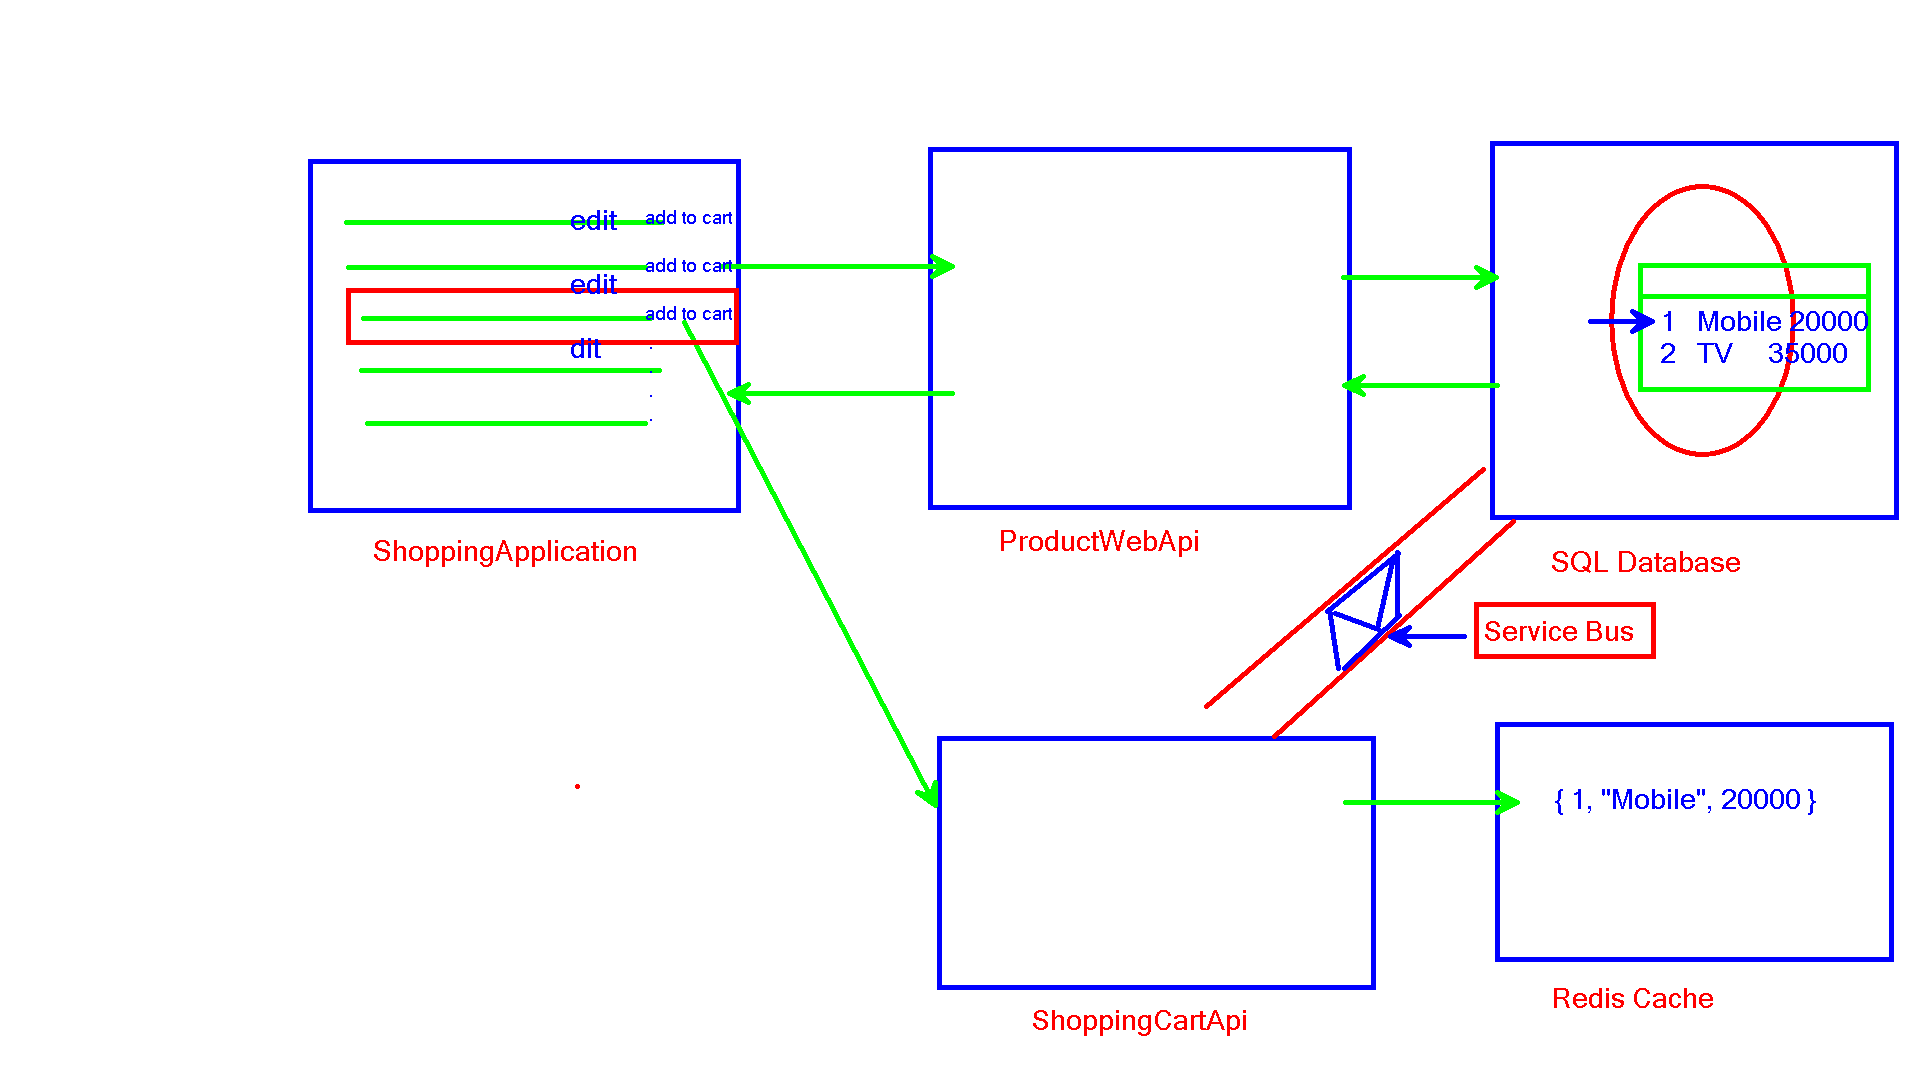 edit add to cart
add to cart
edit
add to cart
dit
ShoppingApplication
ProductWebApi
1 Mobile 20000
2 TV 35000
SQL Database
Service Bus
{ 1, "Mobile", 20000 }
Redis Cache
ShoppingCartApi